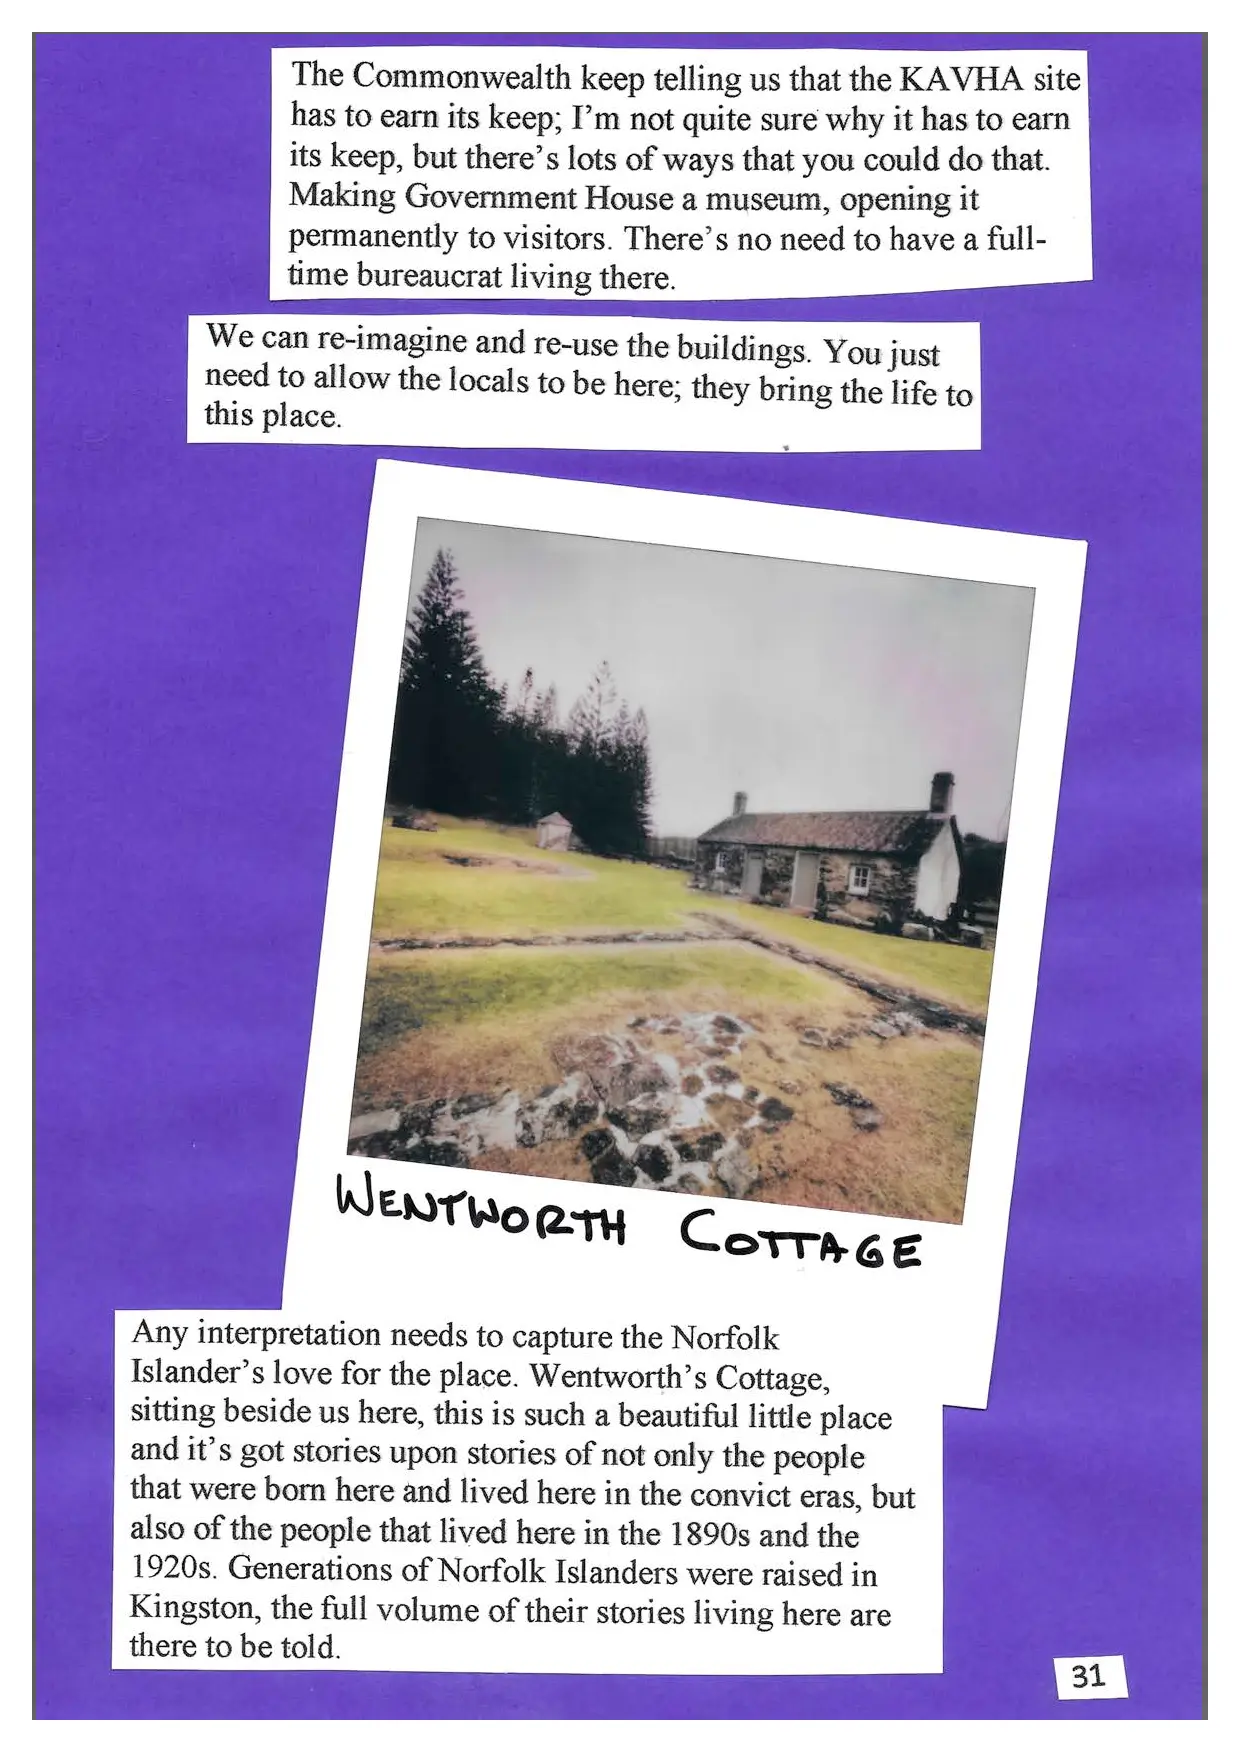 The Commonwealth keep telling us that the KAVHA site
has to earn its keep; I'm not quite sure why it has to earn
its keep, but there's lots of ways that you could do that.
Making Government House a museum, opening it
permanently to visitors. There's no need to have a full-
time bureaucrat living there.
We can re-imagine and re-use the buildings. You just
need to allow the locals to be here; they bring the life to
this place.
WENTWORTH COTTAGE
Any interpretation needs to capture the Norfolk
Islander's love for the place. Wentworth's Cottage,
sitting beside us here, this is such a beautiful little place
and it's got stories upon stories of not only the people
that were born here and lived here in the convict eras, but
also of the people that lived here in the 1890s and the
1920s. Generations of Norfolk Islanders were raised in
Kingston, the full volume of their stories living here are
there to be told.
31